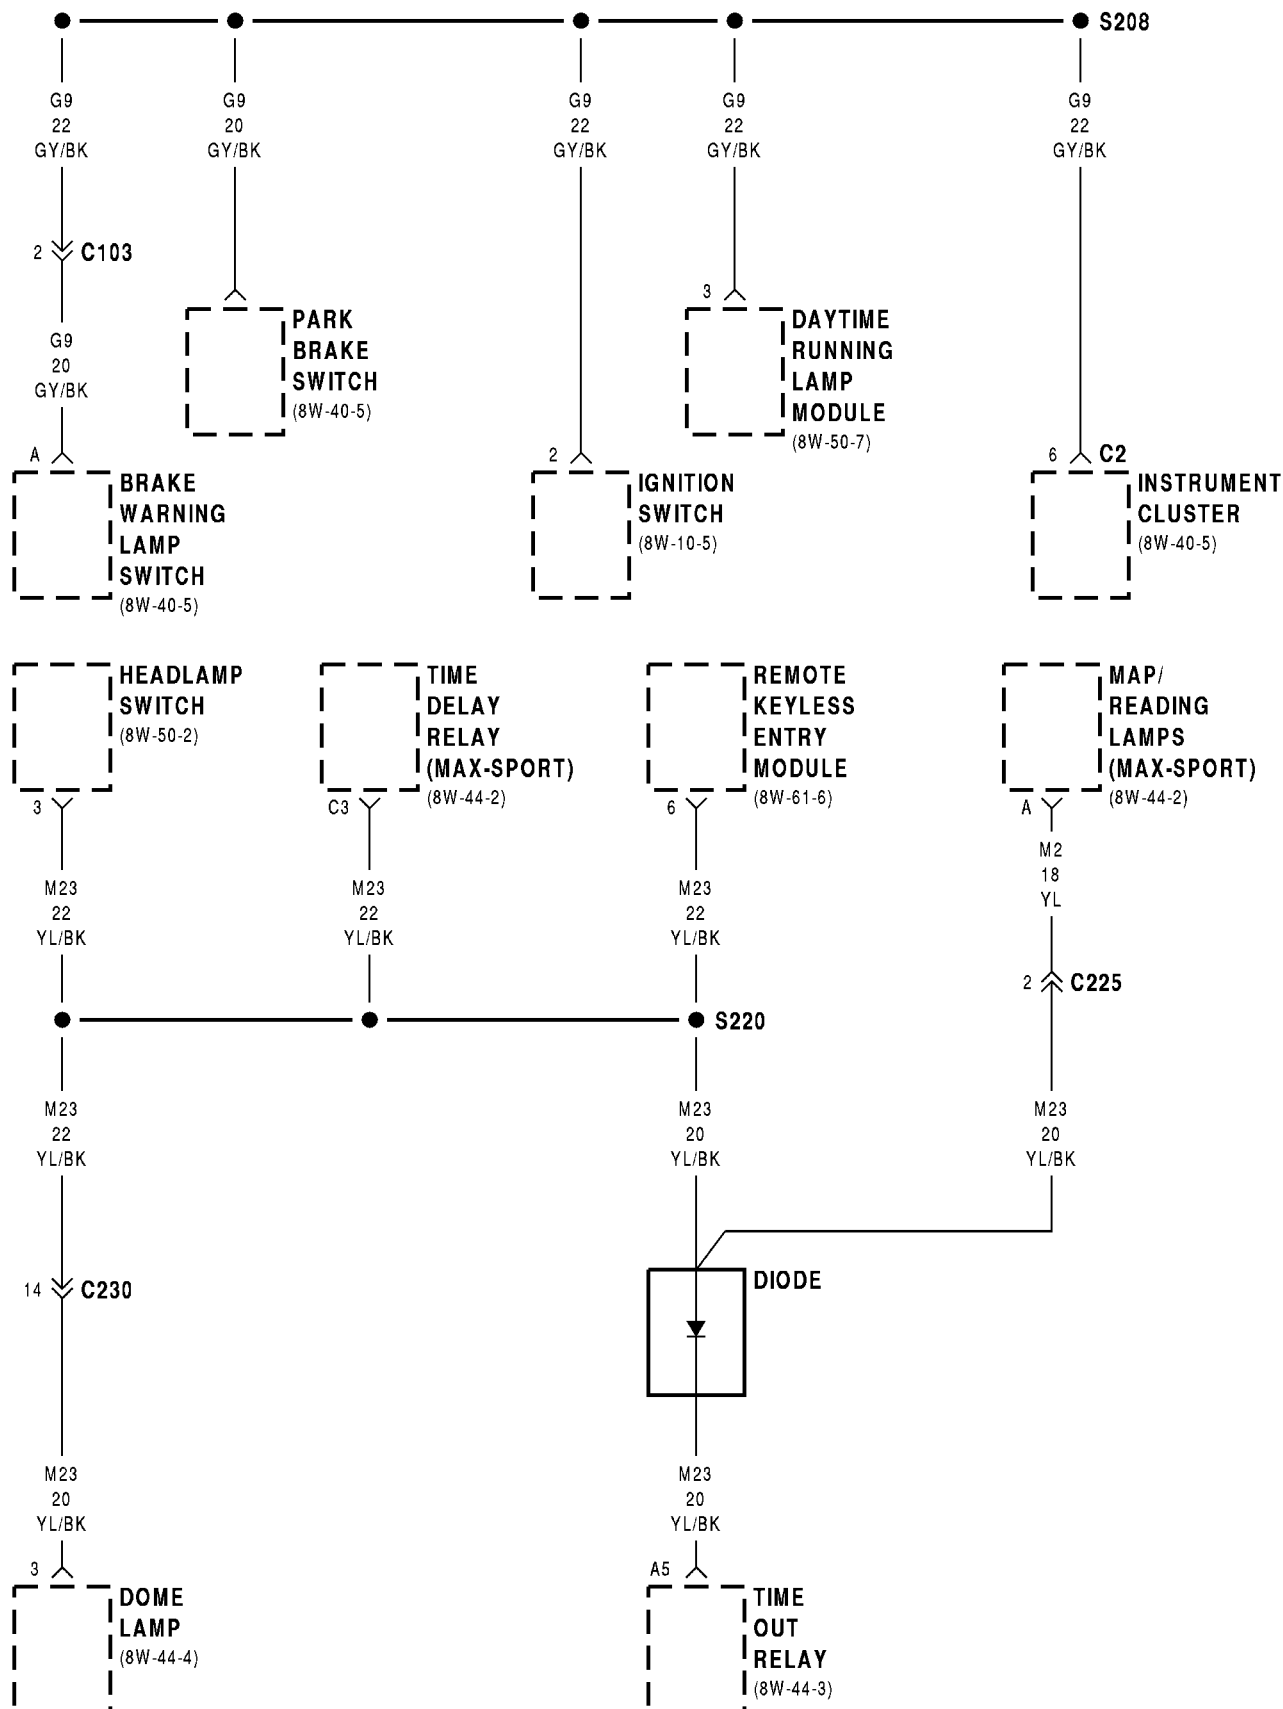 S208
G9
22
GY/BK
G9
20
GY/BK
G9
22
GY/BK
G9
22
GY/BK
G9
22
GY/BK
2
C103
G9
20
GY/BK
A
BRAKE
WARNING
LAMP
SWITCH
(8W-40-5)
PARK
BRAKE
SWITCH
(8W-40-5)
2
IGNITION
SWITCH
(8W-10-5)
3
DAYTIME
RUNNING
LAMP
MODULE
(8W-50-7)
6
C2
INSTRUMENT
CLUSTER
(8W-40-5)
HEADLAMP
SWITCH
(8W-50-2)
3
M23
22
YL/BK
TIME
DELAY
RELAY
(MAX-SPORT)
(8W-44-2)
C3
M23
22
YL/BK
REMOTE
KEYLESS
ENTRY
MODULE
(8W-61-6)
6
M23
22
YL/BK
MAP/
READING
LAMPS
(MAX-SPORT)
(8W-44-2)
A
M2
18
YL
2
C225
S220
M23
22
YL/BK
M23
20
YL/BK
M23
20
YL/BK
14
C230
DIODE
M23
20
YL/BK
M23
20
YL/BK
3
DOME
LAMP
(8W-44-4)
A5
TIME
OUT
RELAY
(8W-44-3)